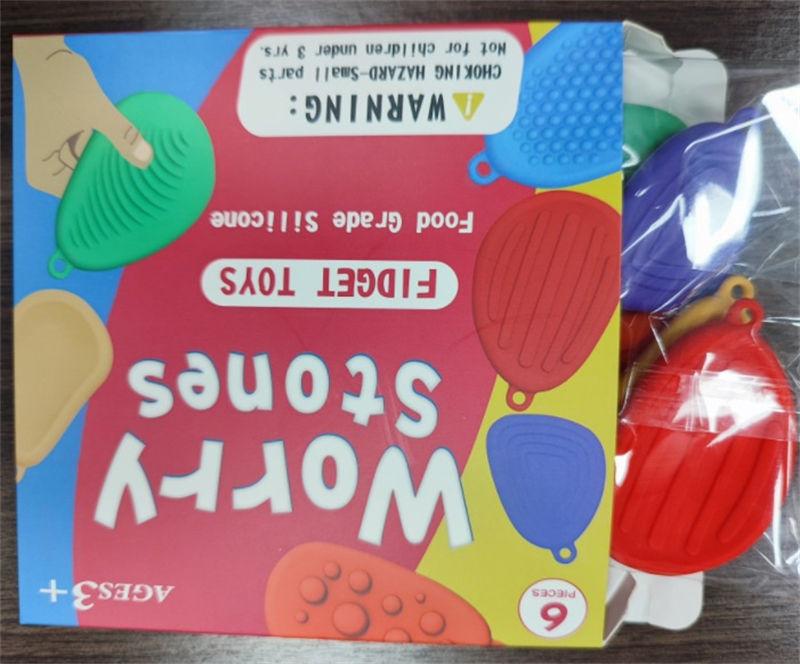 6
PIECES
AGES3+
Worry
Stones
FIDGET TOYS
Food Grade Silicone
WARNING:
CHOKING HAZARD-Small parts
Not for children under 3 yrs.